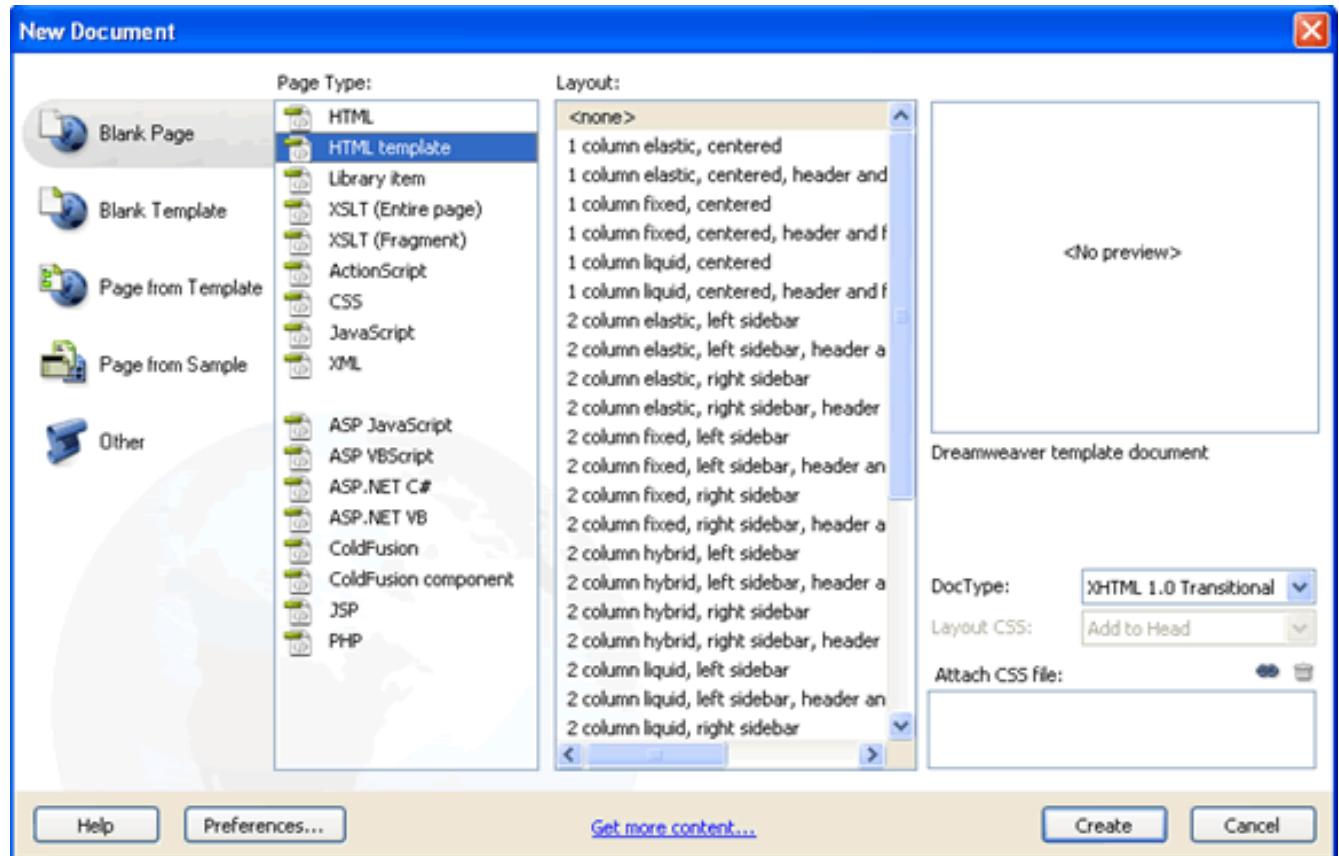 New Document
Page Type:
Layout:
Blank Page
Blank Template
Page from Template
Page from Sample
Other
HTML
HTML template
Library item
XSLT (Entire page)
XSLT (Fragment)
ActionScript
CSS
JavaScript
XML
ASP JavaScript
ASP VBScript
ASP.NET C#
ASP.NET VB
ColdFusion
ColdFusion component
JSP
PHP
<none>
1 column elastic, centered
1 column elastic, centered, header and
1 column fixed, centered
1 column fixed, centered, header and f
1 column liquid, centered
1 column liquid, centered, header and f
2 column elastic, left sidebar
2 column elastic, left sidebar, header a
2 column elastic, right sidebar
2 column elastic, right sidebar, header
2 column fixed, left sidebar
2 column fixed, left sidebar, header an
2 column fixed, right sidebar
2 column fixed, right sidebar, header a
2 column hybrid, left sidebar
2 column hybrid, left sidebar, header a
2 column hybrid, right sidebar
2 column hybrid, right sidebar, header
2 column liquid, left sidebar
2 column liquid, left sidebar, header an
2 column liquid, right sidebar
<No preview>
Dreamweaver template document
DocType: XHTML 1.0 Transitional
Layout CSS: Add to Head
Attach CSS file:
Help
Preferences...
Get more content...
Create
Cancel